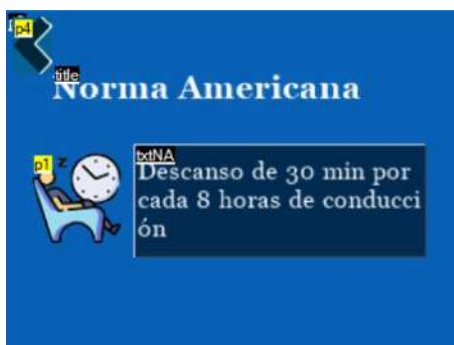 p4
title
Norma Americana
p1
z
txtNA
Descanso de 30 min por
cada 8 horas de conducci
ón